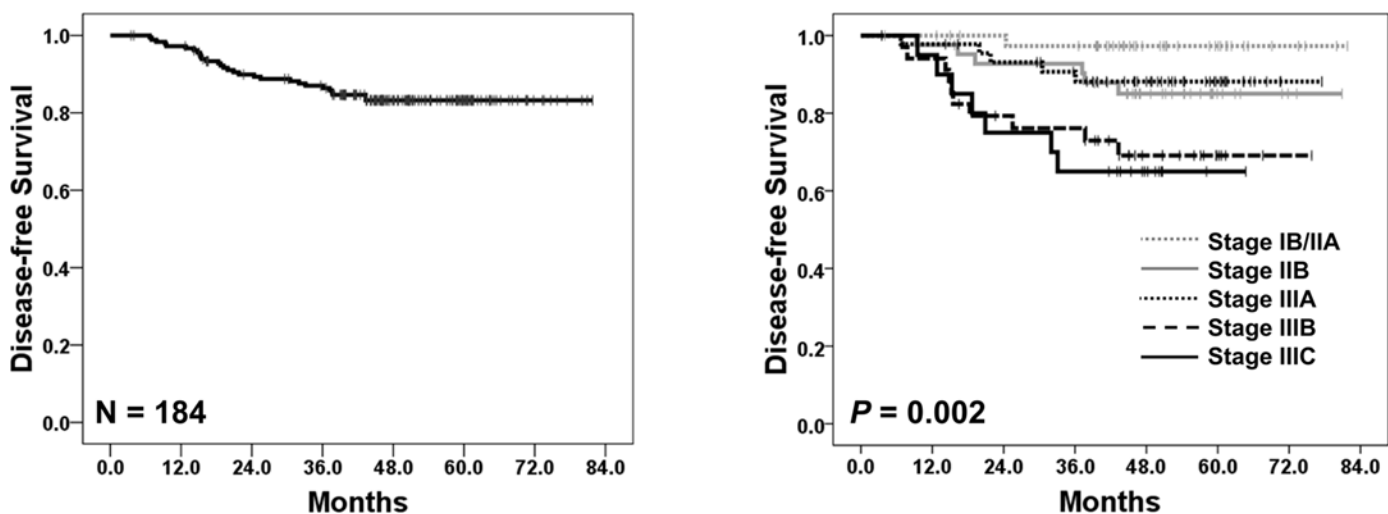 Disease-free Survival
1.0
0.8
0.6
0.4
0.2
0.0
N = 184
0.0 12.0 24.0 36.0 48.0 60.0 72.0 84.0
Months
Disease-free Survival
1.0
0.8
0.6
0.4
0.2
0.0
Stage IB/IIA
Stage IIB
Stage IIIA
Stage IIIB
Stage IIIC
P = 0.002
0.0 12.0 24.0 36.0 48.0 60.0 72.0 84.0
Months